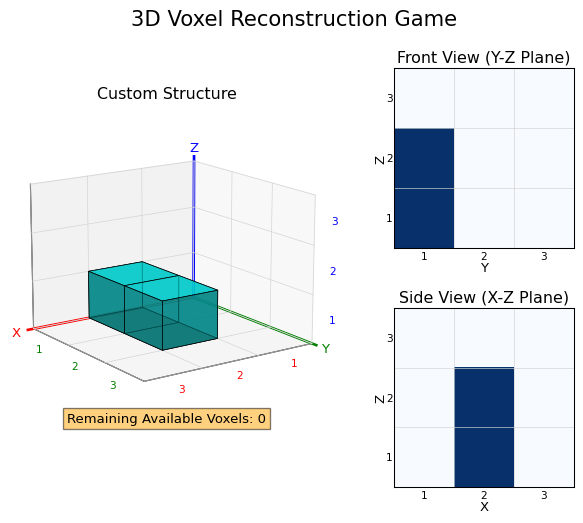 3D Voxel Reconstruction Game
Custom Structure
Z
3
2
1
X
Y
1
2
3
3
2
1
Remaining Available Voxels: 0
Front View (Y-Z Plane)
3
Z 2
1
1 2 3
Y
Side View (X-Z Plane)
3
Z 2
1
1 2 3
X